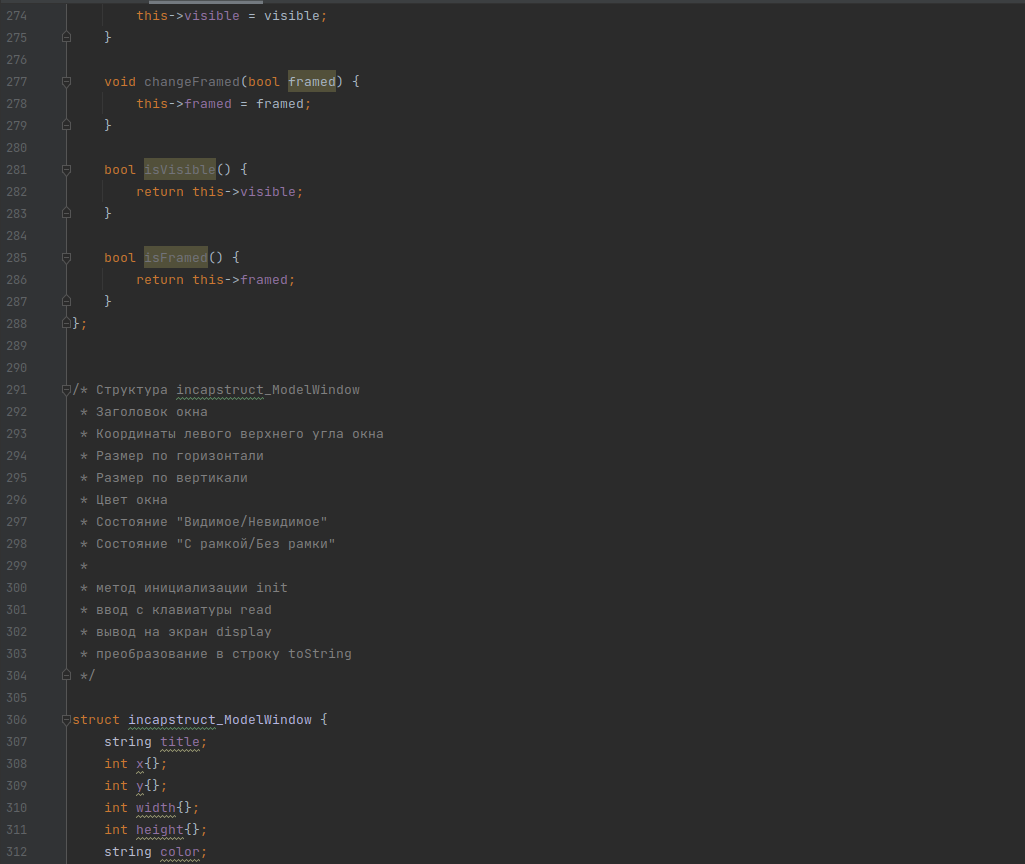 274 this->visible = visible;
275 }
276
277 void changeFramed(bool framed) {
278 this->framed = framed;
279 }
280
281 bool isVisible() {
282 return this->visible;
283 }
284
285 bool isFramed() {
286 return this->framed;
287 }
288 };
289
290
291 /* Структура incapstruct_ModelWindow
292 * Заголовок окна
293 * Координаты левого верхнего угла окна
294 * Размер по горизонтали
295 * Размер по вертикали
296 * Цвет окна
297 * Состояние "Видимое/Невидимое"
298 * Состояние "С рамкой/Без рамки"
299 *
300 * метод инициализации init
301 * ввод с клавиатуры read
302 * вывод на экран display
303 * преобразование в строку toString
304 */
305
306 struct incapstruct_ModelWindow {
307 string title;
308 int x{};
309 int y{};
310 int width{};
311 int height{};
312 string color;